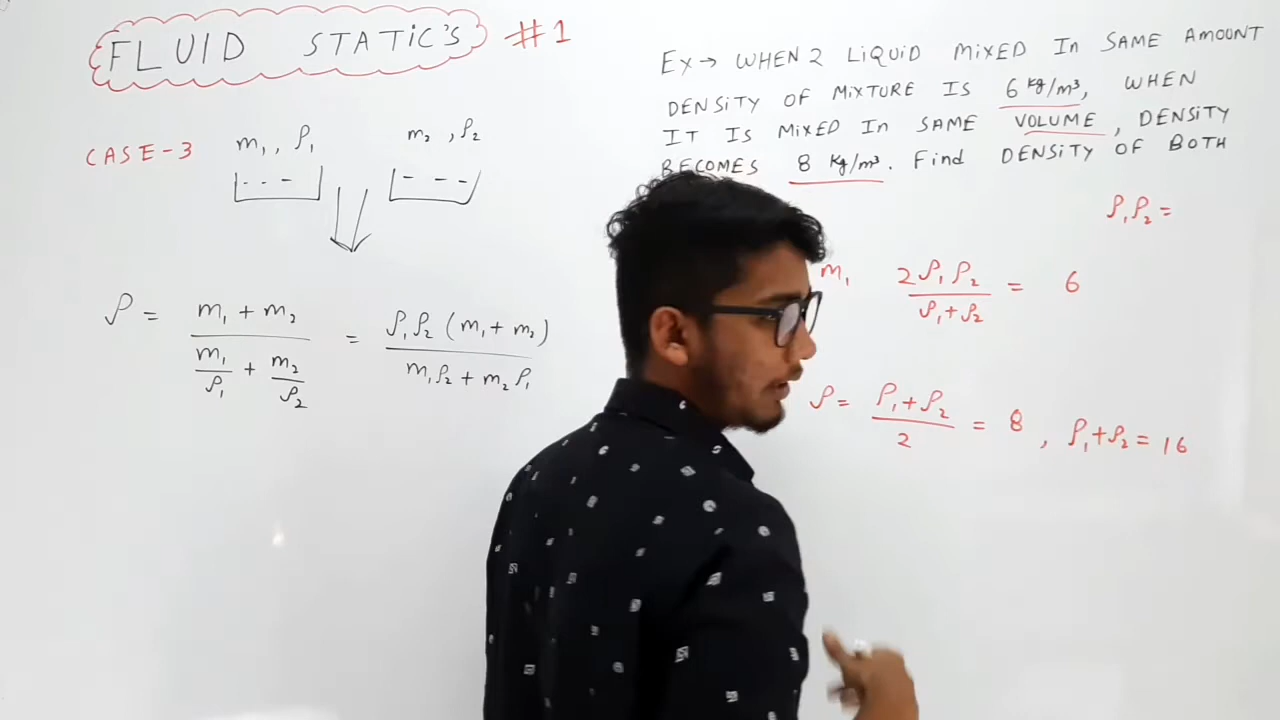 FLUID STATIC'S #1
CASE-3
m₁, ρ₁
m₂, ρ₂
ρ = (m₁ + m₂) / (m₁/ρ₁ + m₂/ρ₂) = ρ₁ρ₂ (m₁ + m₂) / (m₁ρ₂ + m₂ρ₁)
EX → WHEN 2 LIQUID MIXED IN SAME AMOUNT
DENSITY OF MIXTURE IS 6 kg/m³, WHEN
IT IS MIXED IN SAME VOLUME, DENSITY
BECOMES 8 kg/m³. Find DENSITY OF BOTH
ρ₁ρ₂ =
m₁ 2ρ₁ρ₂ / (ρ₁+ρ₂) = 6
ρ = (ρ₁+ρ₂) / 2 = 8, ρ₁+ρ₂ = 16